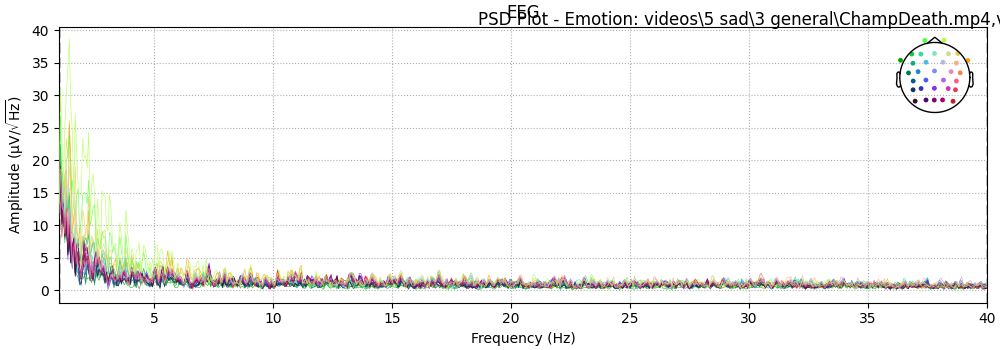 EEG
PSD Plot - Emotion: videos\5 sad\3 general\ChampDeath.mp4,v
Amplitude (µV/√Hz)
40
35
30
25
20
15
10
5
0
5 10 15 20 25 30 35 40
Frequency (Hz)